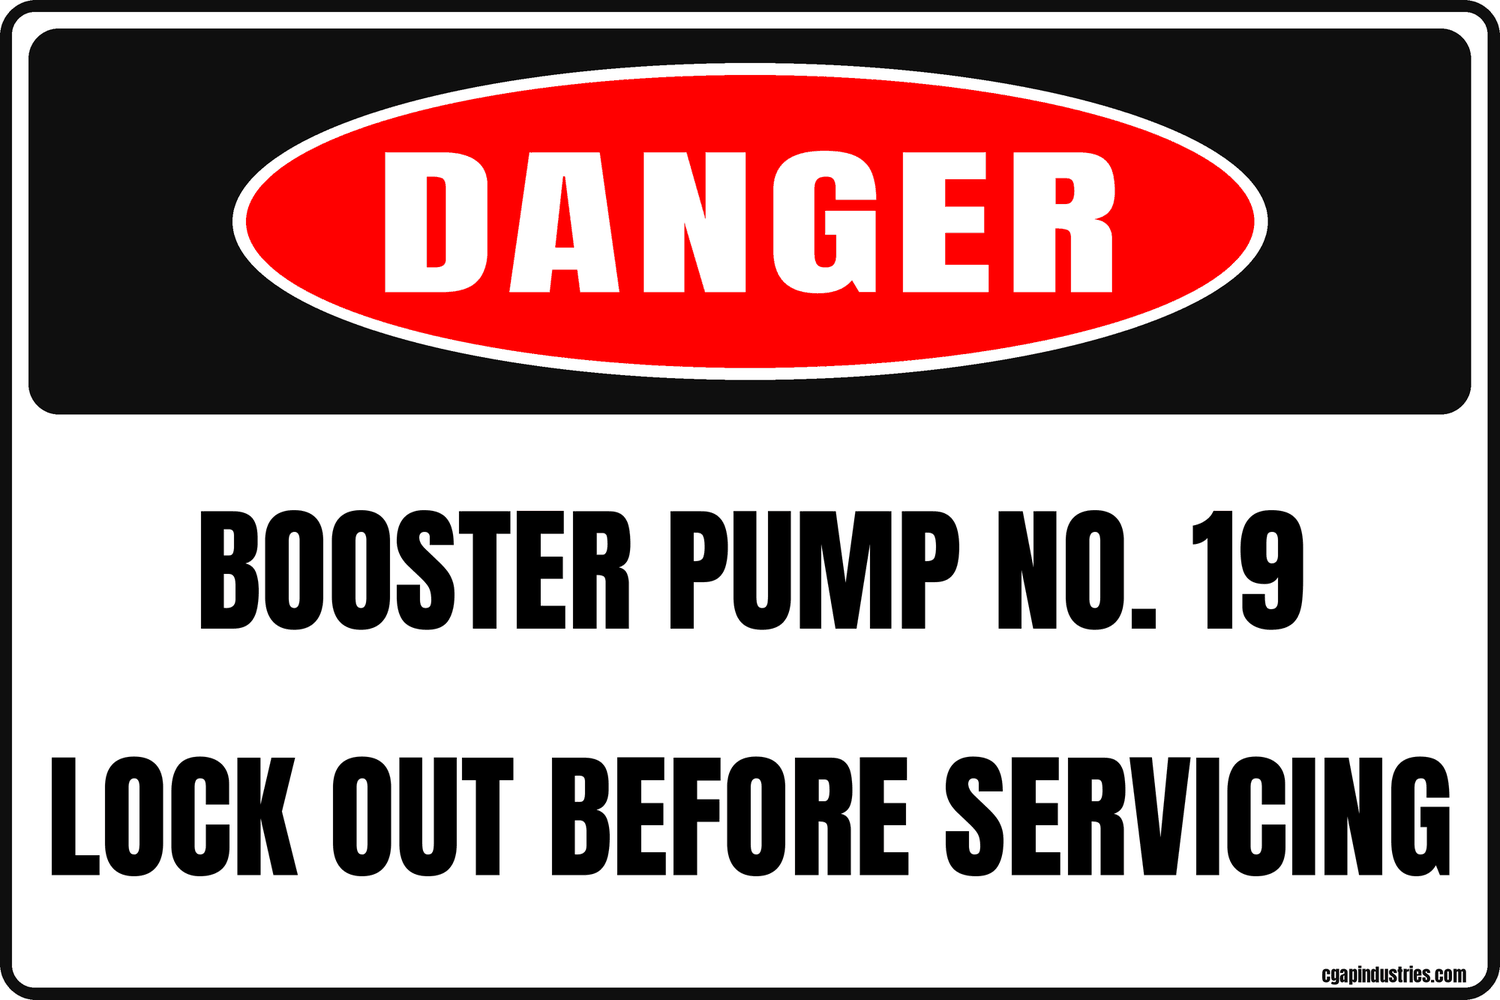 DANGER
BOOSTER PUMP NO. 19
LOCK OUT BEFORE SERVICING
cgapindustries.com